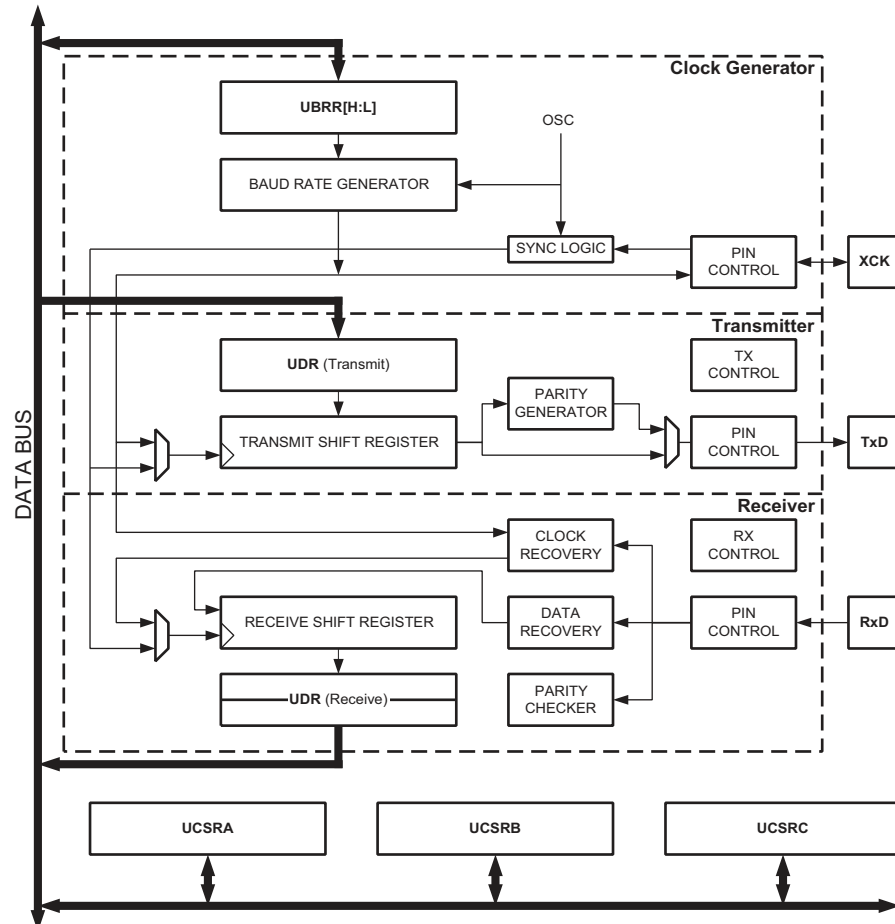 Clock Generator
UBRR[H:L]
OSC
BAUD RATE GENERATOR
SYNC LOGIC
PIN
CONTROL
XCK
Transmitter
UDR (Transmit)
TX
CONTROL
PARITY
GENERATOR
TRANSMIT SHIFT REGISTER
PIN
CONTROL
TxD
DATA BUS
Receiver
CLOCK
RECOVERY
RX
CONTROL
RECEIVE SHIFT REGISTER
DATA
RECOVERY
PIN
CONTROL
RxD
UDR (Receive)
PARITY
CHECKER
UCSRA
UCSRB
UCSRC